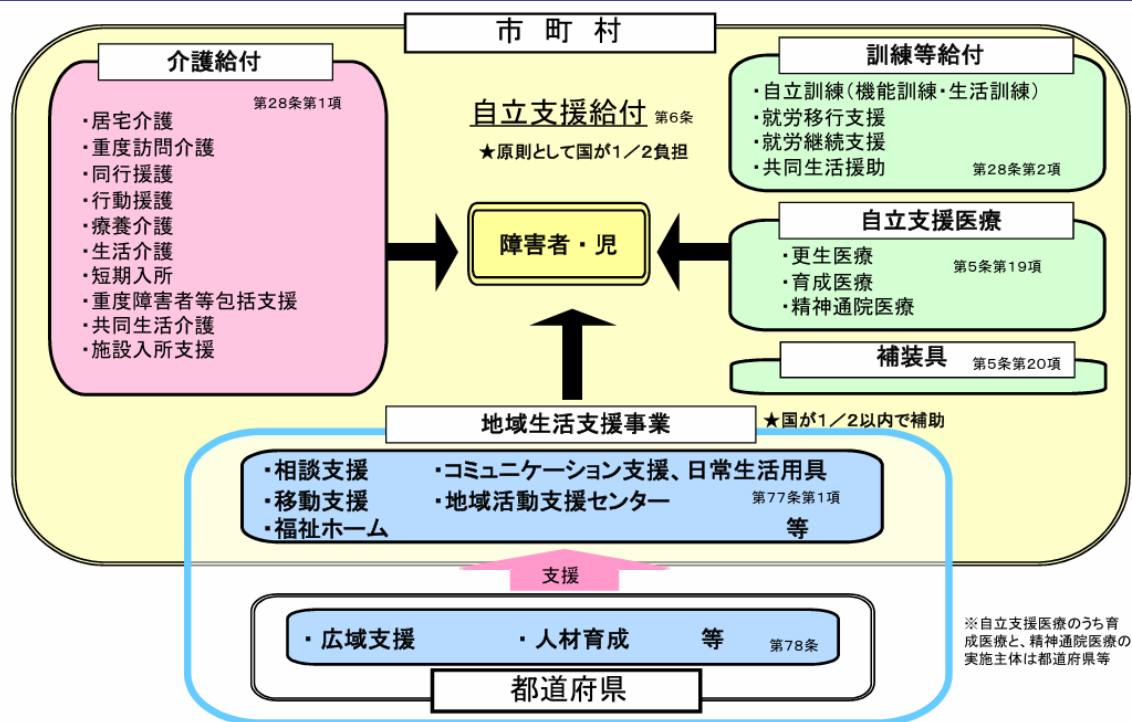 市 町 村
介護給付
第28条第1項
・居宅介護
・重度訪問介護
・同行援護
・行動援護
・療養介護
・生活介護
・短期入所
・重度障害者等包括支援
・共同生活介護
・施設入所支援
自立支援給付 第6条
★原則として国が1/2負担
障害者・児
訓練等給付
・自立訓練(機能訓練・生活訓練)
・就労移行支援
・就労継続支援
・共同生活援助 第28条第2項
自立支援医療
・更生医療
第5条第19項
・育成医療
・精神通院医療
補装具 第5条第20項
地域生活支援事業 ★国が1/2以内で補助
・相談支援 ・コミュニケーション支援、日常生活用具
・移動支援 ・地域活動支援センター 第77条第1項
・福祉ホーム 等
支援
・広域支援 ・人材育成 等 第78条
都道府県
※自立支援医療のうち育
成医療と、精神通院医療の
実施主体は都道府県等